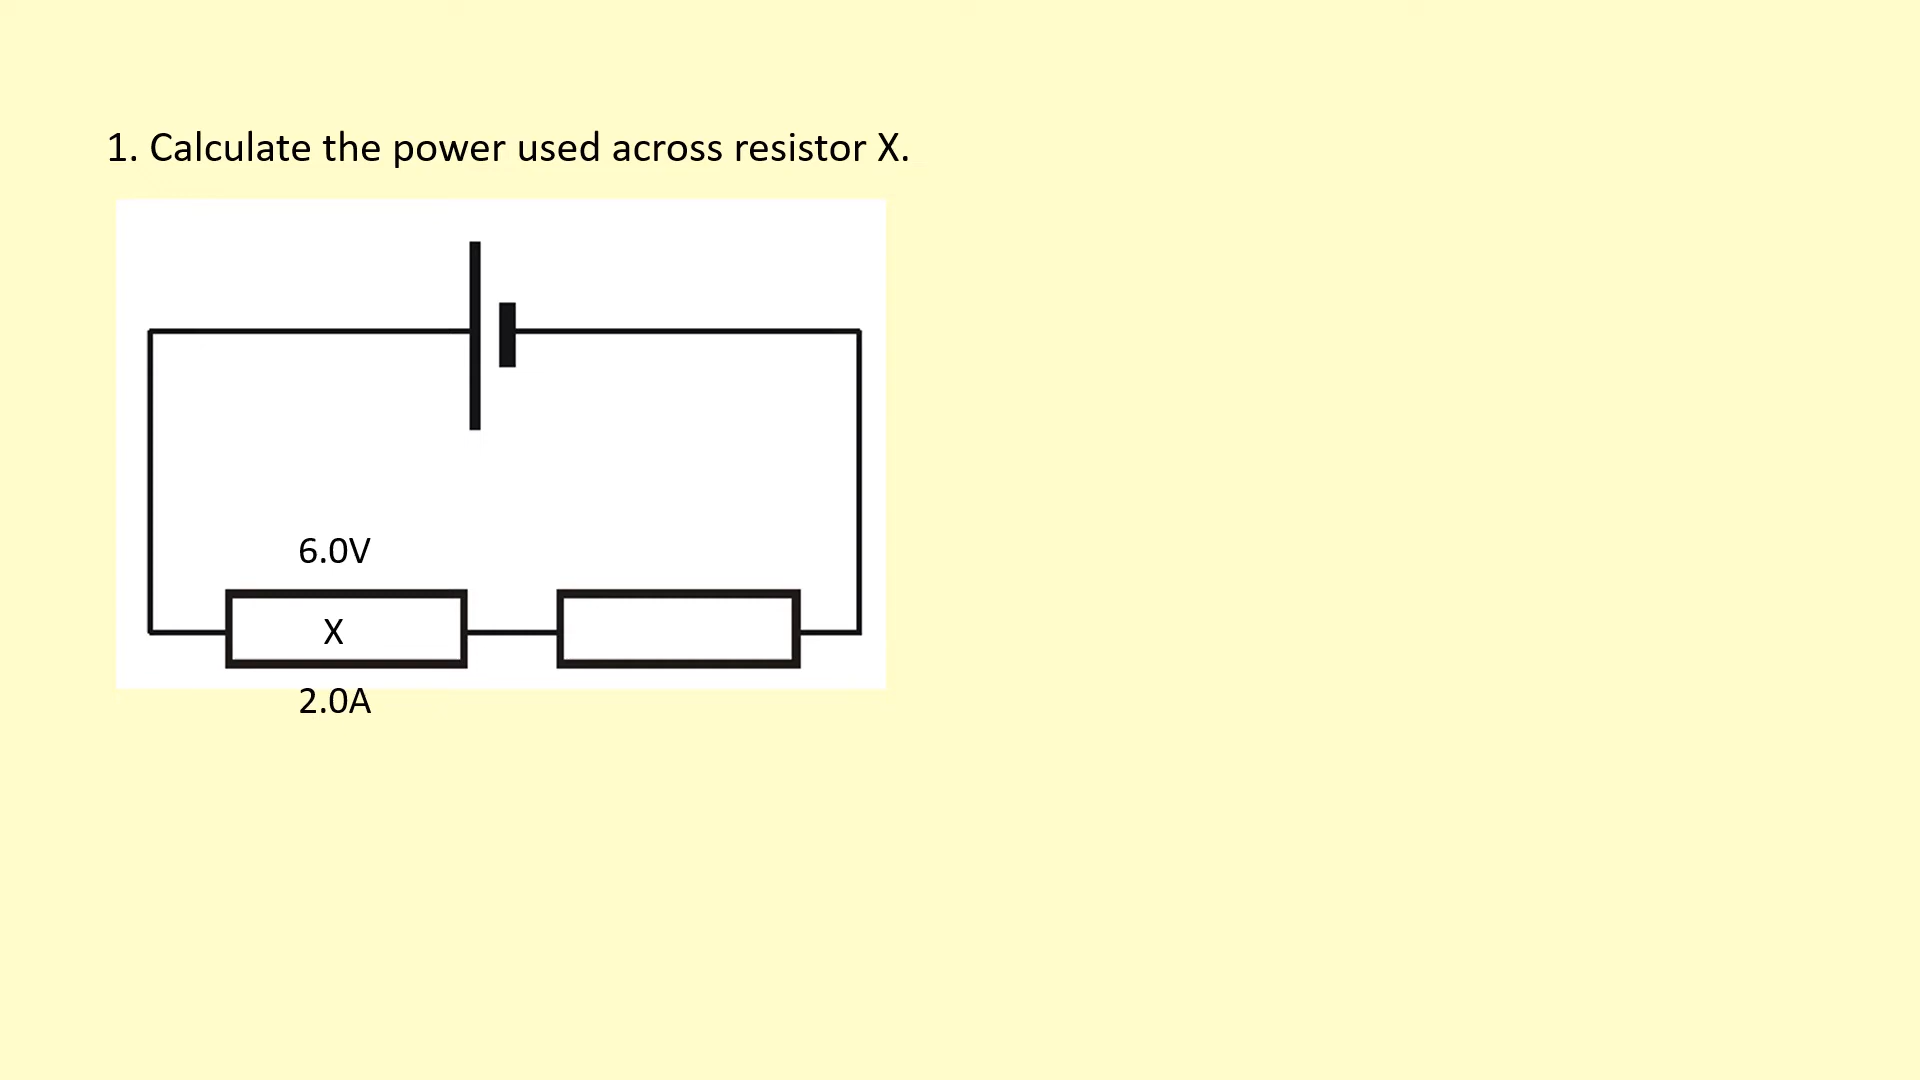 1. Calculate the power used across resistor X.
6.0V
X
2.0A